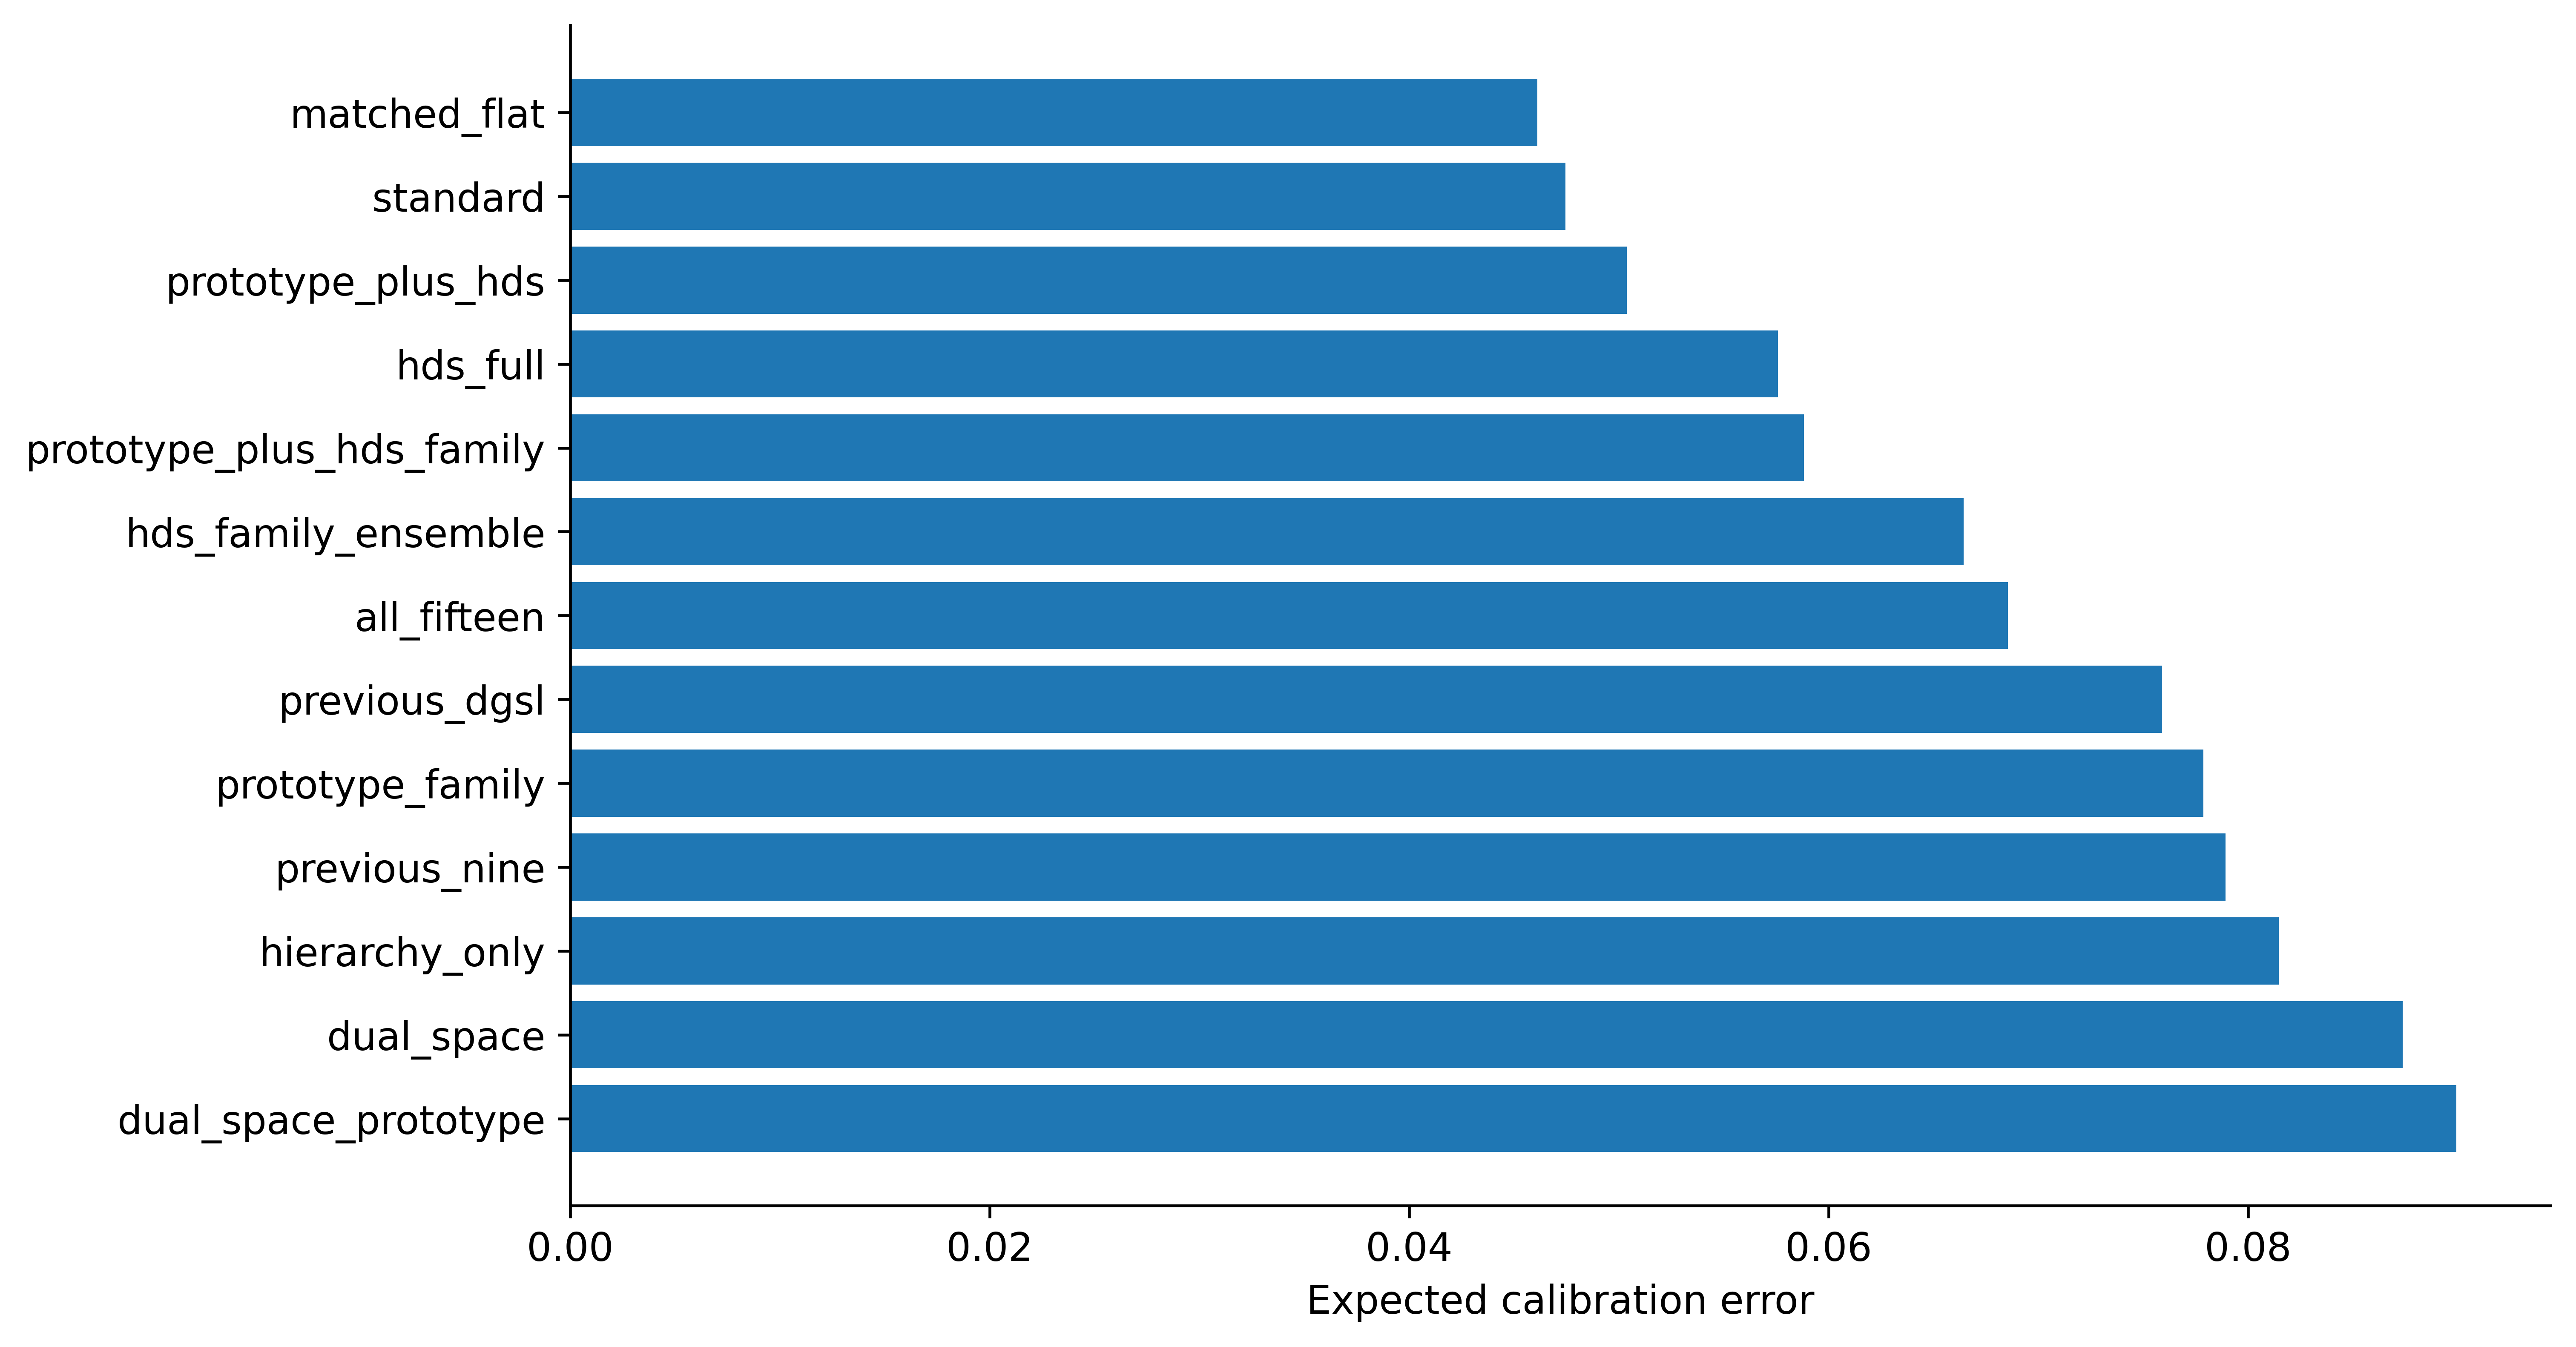 matched_flat
standard
prototype_plus_hds
hds_full
prototype_plus_hds_family
hds_family_ensemble
all_fifteen
previous_dgsl
prototype_family
previous_nine
hierarchy_only
dual_space
dual_space_prototype
0.00 0.02 0.04 0.06 0.08
Expected calibration error